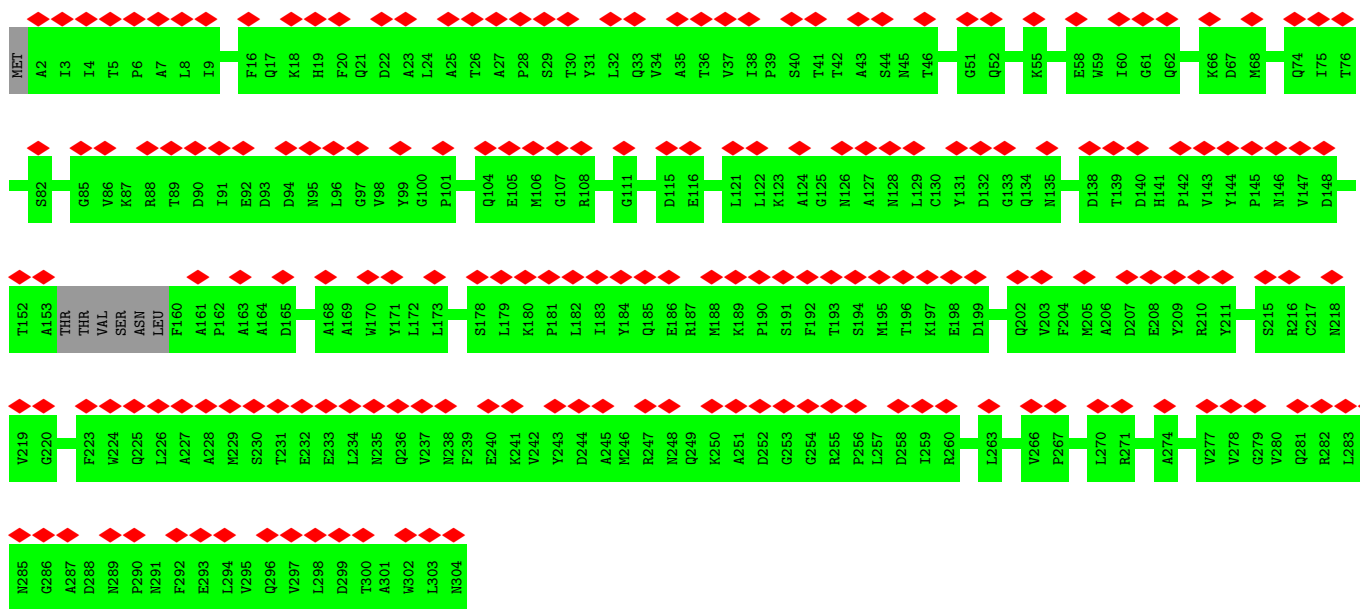 MET A2 I3 I4 T5 P6 A7 L8 I9 F16 Q17 K18 H19 F20 Q21 D22 A23 L24 A25 T26 A27 P28 S29 T30 Y31 L32 Q33 V34 A35 T36 V37 I38 P39 S40 T41 T42 A43 S44 N45 T46 G51 Q52 K55 E58 W59 I60 G61 Q62 K66 D67 M68 Q74 I75 T76
S82 G85 V86 K87 R88 T89 D90 I91 E92 D93 D94 N95 L96 G97 V98 Y99 G100 P101 Q104 E105 M106 G107 R108 G111 D115 E116 L121 L122 K123 A124 G125 N126 A127 N128 L129 C130 Y131 D132 G133 Q134 N135 D138 T139 D140 H141 P142 V143 Y144 P145 N146 V147 D148
T152 A153 THR THR VAL SER ASN LEU F160 A161 P162 A163 A164 D165 A168 A169 W170 Y171 L172 L173 S178 L179 K180 P181 L182 I183 Y184 Q185 E186 R187 M188 K189 P190 S191 F192 T193 S194 M195 T196 K197 E198 D199 Q202 V203 F204 M205 A206 D207 E208 Y209 R210 Y211 S215 R216 C217 N218
V219 G220 F223 W224 Q225 L226 A227 A228 M229 S230 T231 E232 E233 L234 N235 Q236 V237 N238 F239 E240 K241 V242 Y243 D244 A245 M246 R247 N248 Q249 K250 A251 D252 G253 G254 R255 P256 L257 D258 I259 R260 L263 V266 P267 L270 R271 A274 V277 V278 G279 V280 Q281 R282 L283
N285 G286 A287 D288 N289 P290 N291 F292 E293 L294 V295 Q296 V297 L298 D299 T300 A301 W302 L303 N304